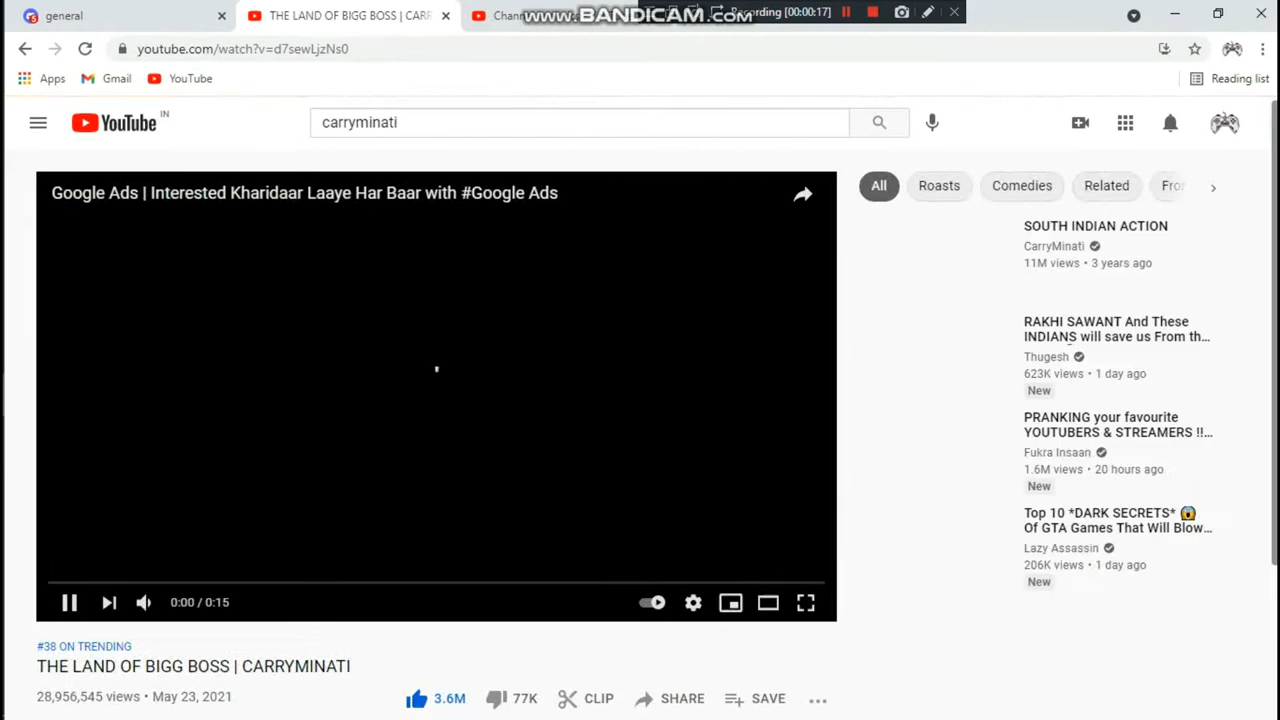 general
THE LAND OF BIGG BOSS | CARR
Chan
www.BANDICAM.com
Recording [00:00:17]
youtube.com/watch?v=d7sewLjzNs0
Apps
Gmail
YouTube
Reading list
YouTube IN
carryminati
Google Ads | Interested Kharidaar Laaye Har Baar with #Google Ads
All
Roasts
Comedies
Related
Fro
SOUTH INDIAN ACTION
CarryMinati
11M views • 3 years ago
RAKHI SAWANT And These
INDIANS will save us From th...
Thugesh
623K views • 1 day ago
New
PRANKING your favourite
YOUTUBERS & STREAMERS !!...
Fukra Insaan
1.6M views • 20 hours ago
New
Top 10 *DARK SECRETS* 😱
Of GTA Games That Will Blow...
Lazy Assassin
206K views • 1 day ago
New
0:00 / 0:15
#38 ON TRENDING
THE LAND OF BIGG BOSS | CARRYMINATI
28,956,545 views • May 23, 2021
3.6M
77K
CLIP
SHARE
SAVE